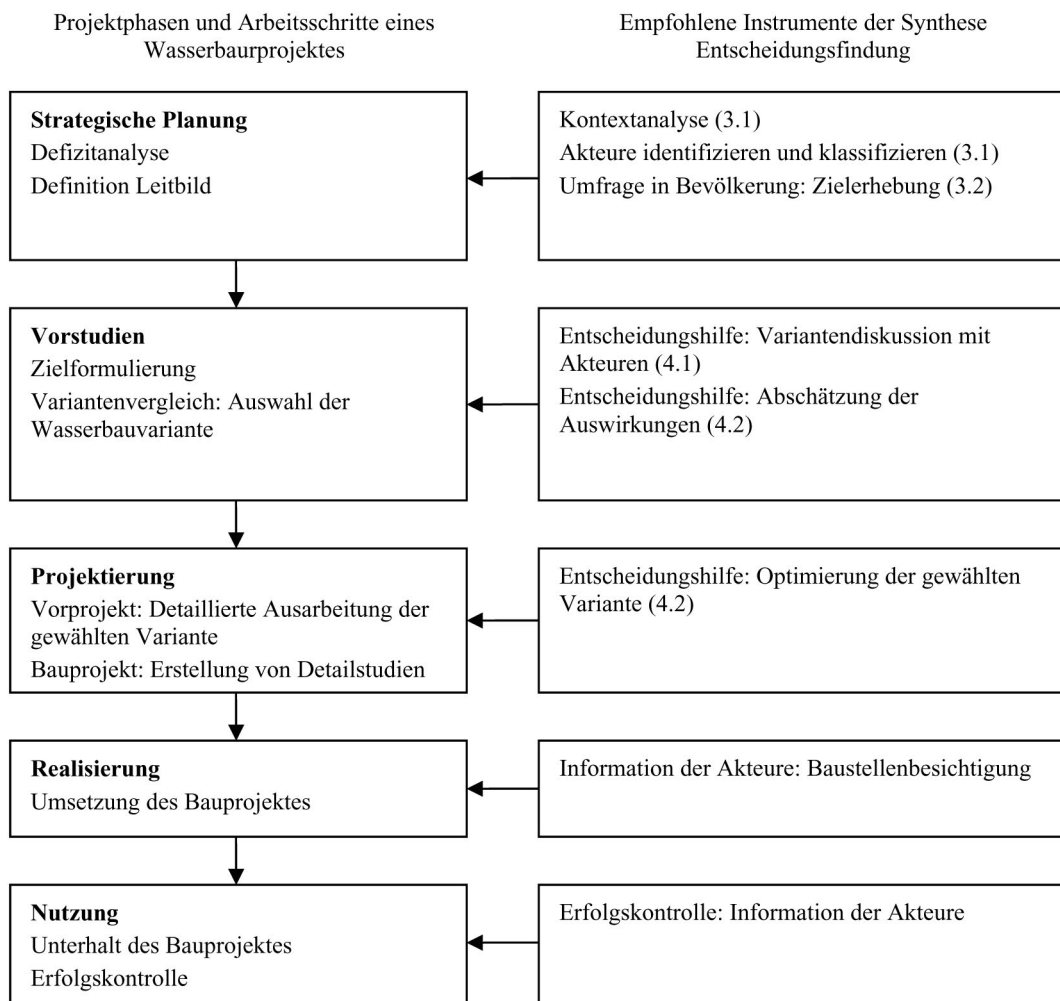 Projektphasen und Arbeitsschritte eines
Wasserbaurprojektes
Empfohlene Instrumente der Synthese
Entscheidungsfindung
Strategische Planung
Defizitanalyse
Definition Leitbild
Kontextanalyse (3.1)
Akteure identifizieren und klassifizieren (3.1)
Umfrage in Bevölkerung: Zielerhebung (3.2)
Vorstudien
Zielformulierung
Variantenvergleich: Auswahl der
Wasserbauvariante
Entscheidungshilfe: Variantendiskussion mit
Akteuren (4.1)
Entscheidungshilfe: Abschätzung der
Auswirkungen (4.2)
Projektierung
Vorprojekt: Detaillierte Ausarbeitung der
gewählten Variante
Bauprojekt: Erstellung von Detailstudien
Entscheidungshilfe: Optimierung der gewählten
Variante (4.2)
Realisierung
Umsetzung des Bauprojektes
Information der Akteure: Baustellenbesichtigung
Nutzung
Unterhalt des Bauprojektes
Erfolgskontrolle
Erfolgskontrolle: Information der Akteure